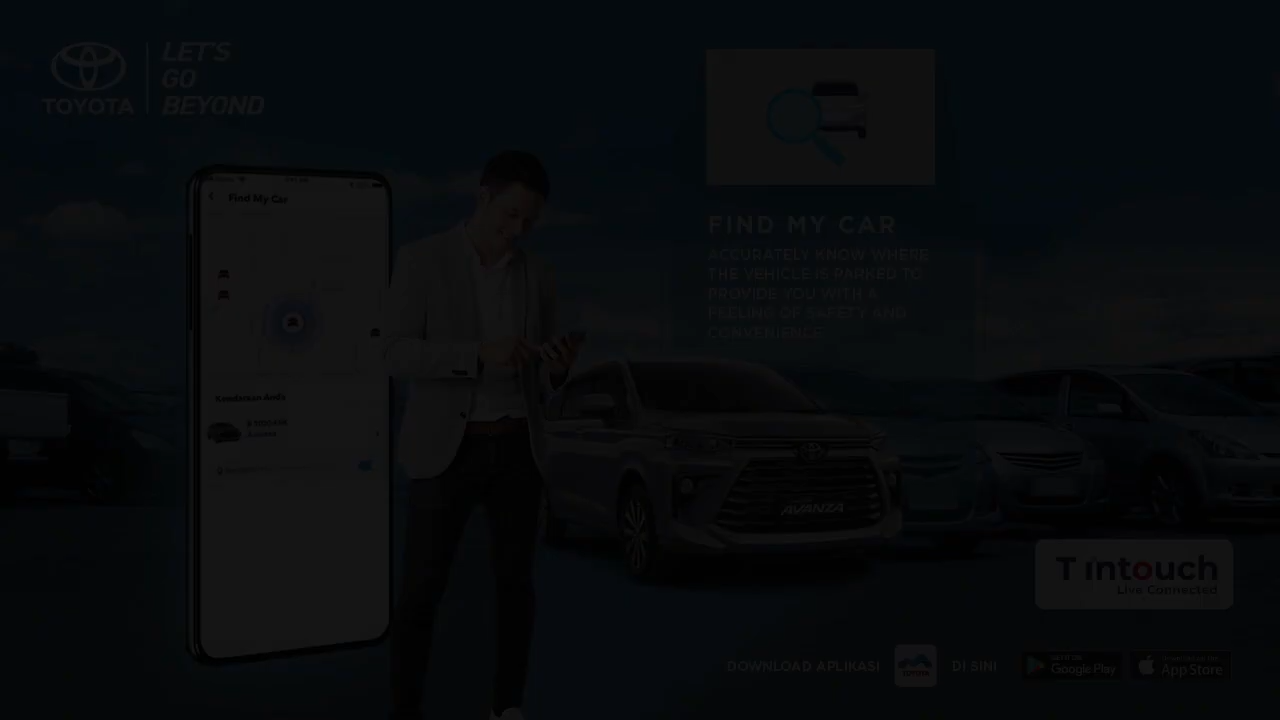 TOYOTA
LET'S
GO
BEYOND
Find My Car
Kendaraan Anda
Avanza
FIND MY CAR
ACCURATELY KNOW WHERE
THE VEHICLE IS PARKED TO
PROVIDE YOU WITH A
FEELING OF SAFETY AND
CONVENIENCE
AVANZA
T intouch
Live Connected
DOWNLOAD APLIKASI
TOYOTA
DI SINI
Google Play
App Store